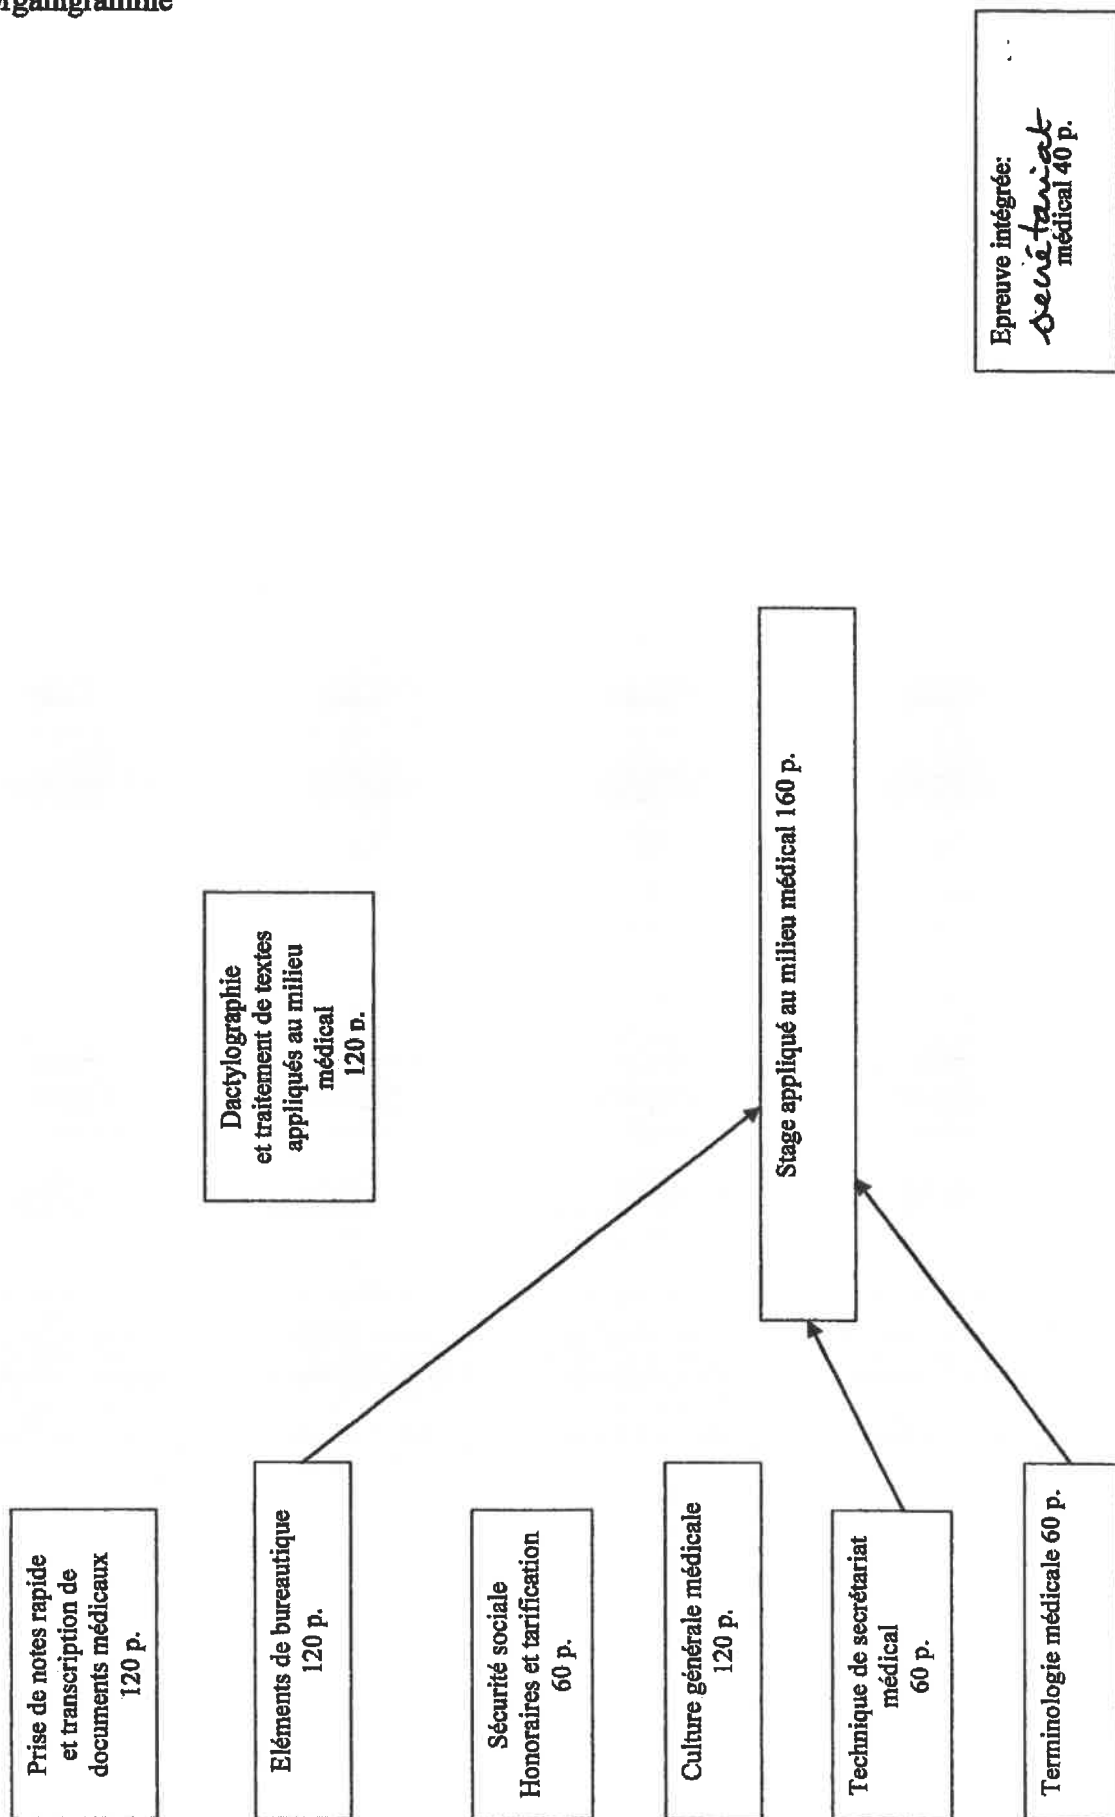 Organigramme
Prise de notes rapide
et transcription de
documents médicaux
120 p.
Eléments de bureautique
120 p.
Sécurité sociale
Honoraires et tarification
60 p.
Culture générale médicale
120 p.
Technique de secrétariat
médical
60 p.
Terminologie médicale 60 p.
Dactylographie
et traitement de textes
appliqués au milieu
médical
120 p.
Stage appliqué au milieu médical 160 p.
Epreuve intégrée:
secrétariat
médical 40 p.